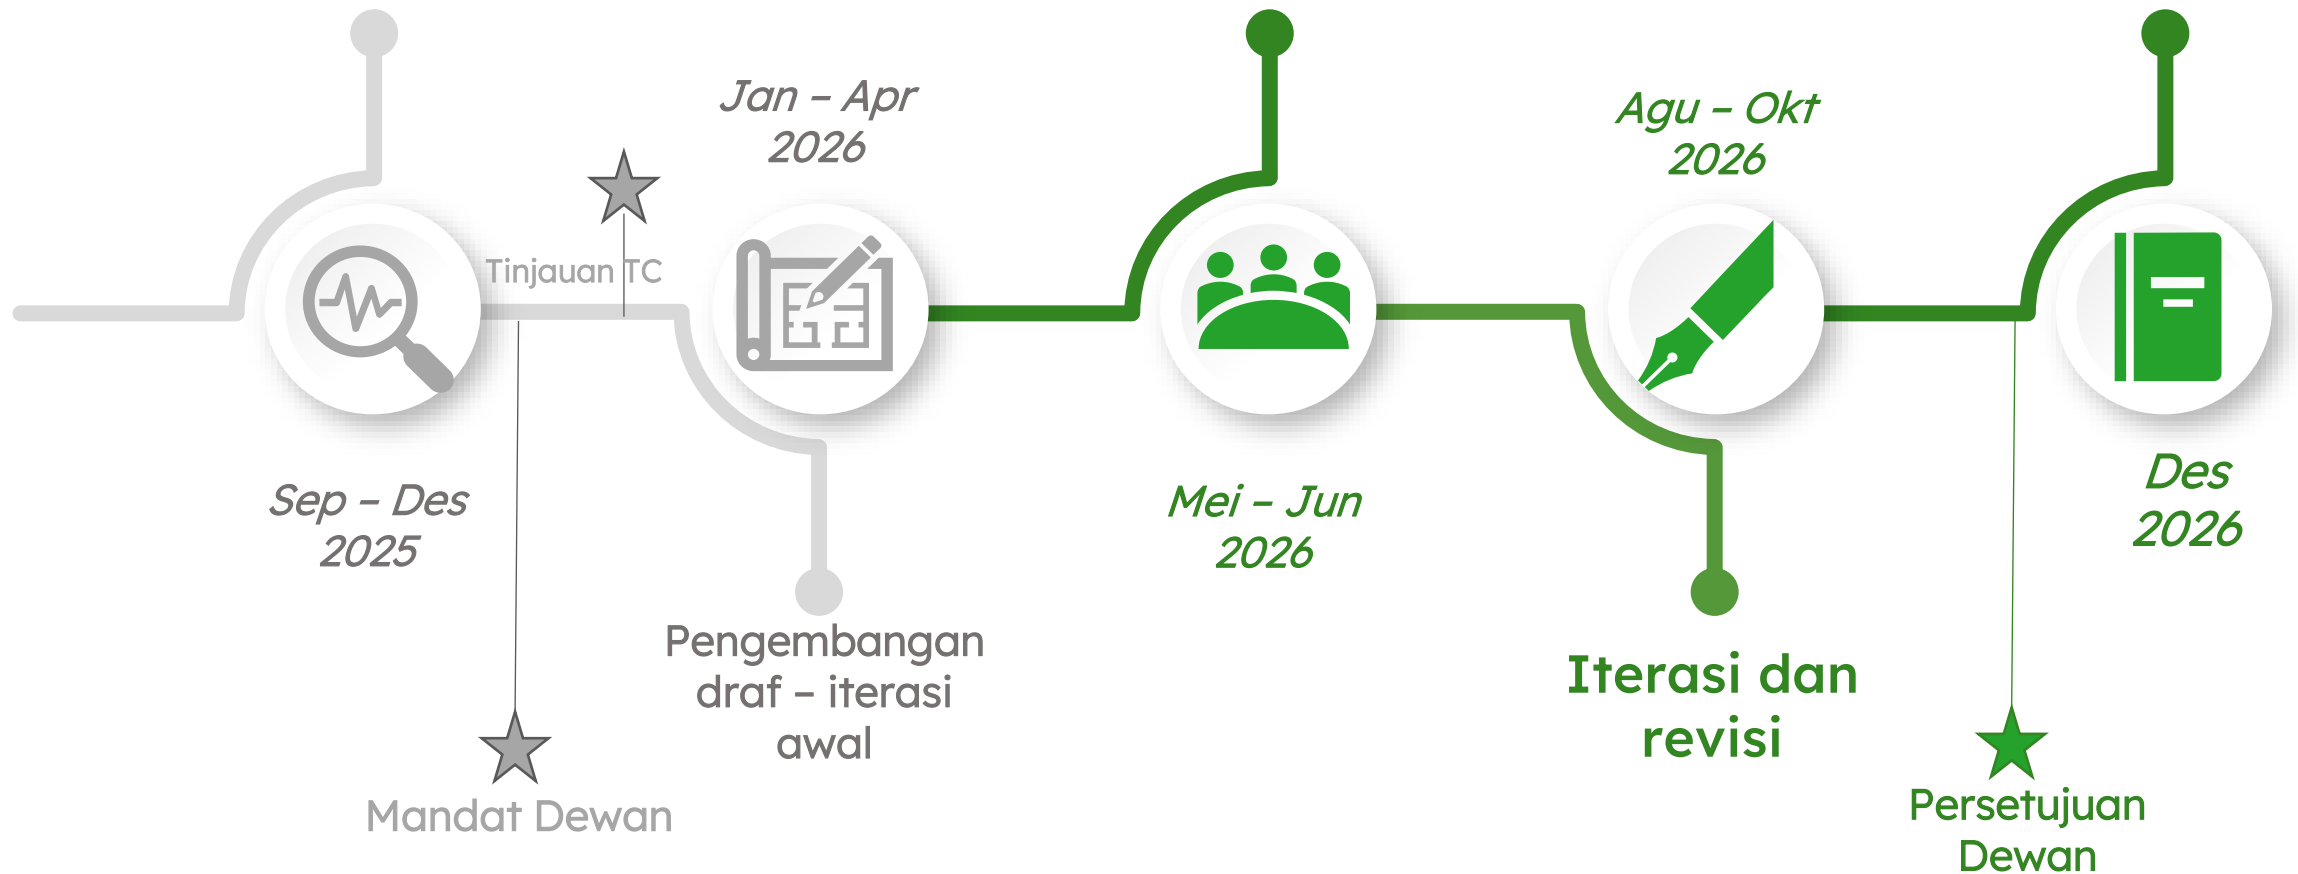 Jan – Apr
2026
Agu – Okt
2026
Tinjauan TC
Sep – Des
2025
Mei – Jun
2026
Des
2026
Pengembangan
draf – iterasi
awal
Iterasi dan
revisi
Mandat Dewan
Persetujuan
Dewan